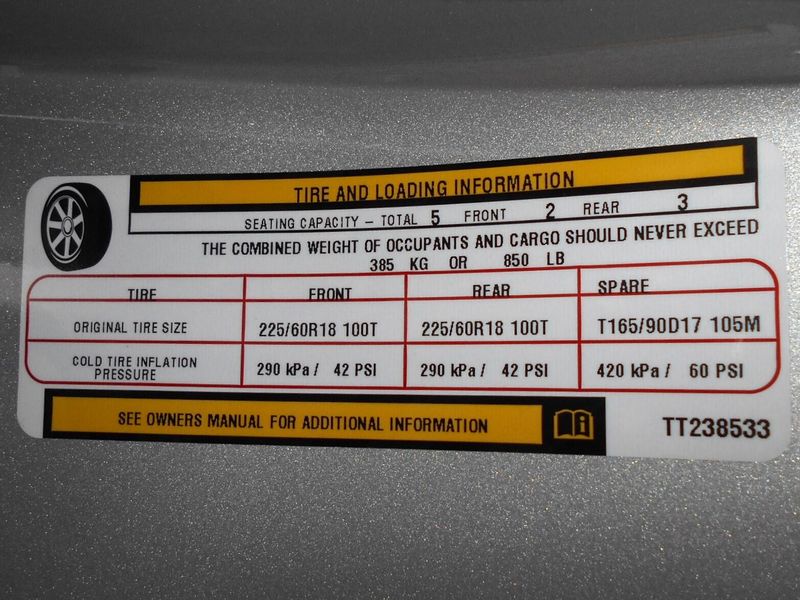 TIRE AND LOADING INFORMATION
SEATING CAPACITY – TOTAL 5 FRONT 2 REAR 3
THE COMBINED WEIGHT OF OCCUPANTS AND CARGO SHOULD NEVER EXCEED
385 KG OR 850 LB
TIRE FRONT REAR SPARE
ORIGINAL TIRE SIZE 225/60R18 100T 225/60R18 100T T165/90D17 105M
COLD TIRE INFLATION
PRESSURE 290 kPa / 42 PSI 290 kPa / 42 PSI 420 kPa / 60 PSI
SEE OWNERS MANUAL FOR ADDITIONAL INFORMATION
TT238533